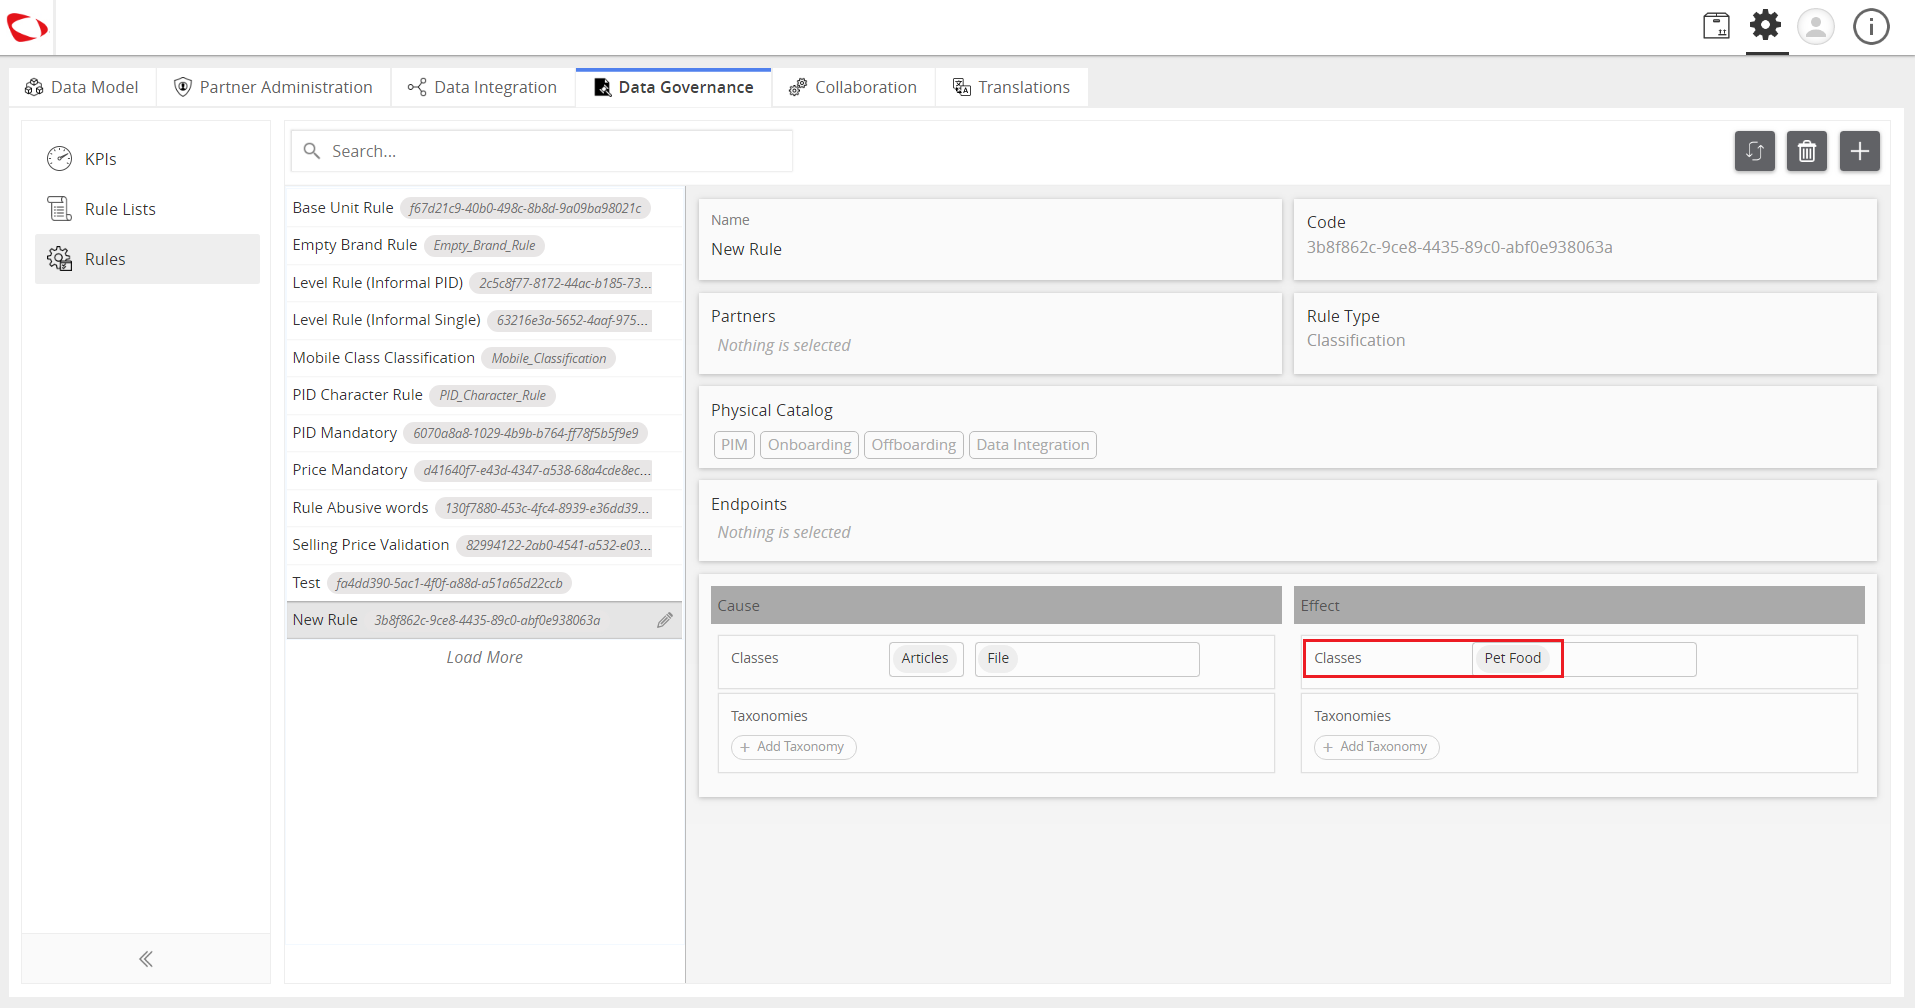 Data Model
Partner Administration
Data Integration
Data Governance
Collaboration
Translations
KPIs
Rule Lists
Rules
Search...
Base Unit Rule f67d21c9-40b0-498c-8b8d-9a09ba98021c
Empty Brand Rule Empty_Brand_Rule
Level Rule (Informal PID) 2c5c8f77-8172-44ac-b185-73...
Level Rule (Informal Single) 63216e3a-5652-4aaf-975...
Mobile Class Classification Mobile_Classification
PID Character Rule PID_Character_Rule
PID Mandatory 6070a8a8-1029-4b9b-b764-ff78f5b5f9e9
Price Mandatory d41640f7-e43d-4347-a538-68a4cde8ec...
Rule Abusive words 130f7880-453c-4fc4-8939-e36dd39...
Selling Price Validation 82994122-2ab0-4541-a532-e03...
Test fa4dd390-5ac1-4f0f-a88d-a51a65d22ccb
New Rule 3b8f862c-9ce8-4435-89c0-abf0e938063a
Load More
Name
New Rule
Code
3b8f862c-9ce8-4435-89c0-abf0e938063a
Partners
Nothing is selected
Rule Type
Classification
Physical Catalog
PIM Onboarding Offboarding Data Integration
Endpoints
Nothing is selected
Cause
Classes Articles File
Taxonomies
+ Add Taxonomy
Effect
Classes Pet Food
Taxonomies
+ Add Taxonomy